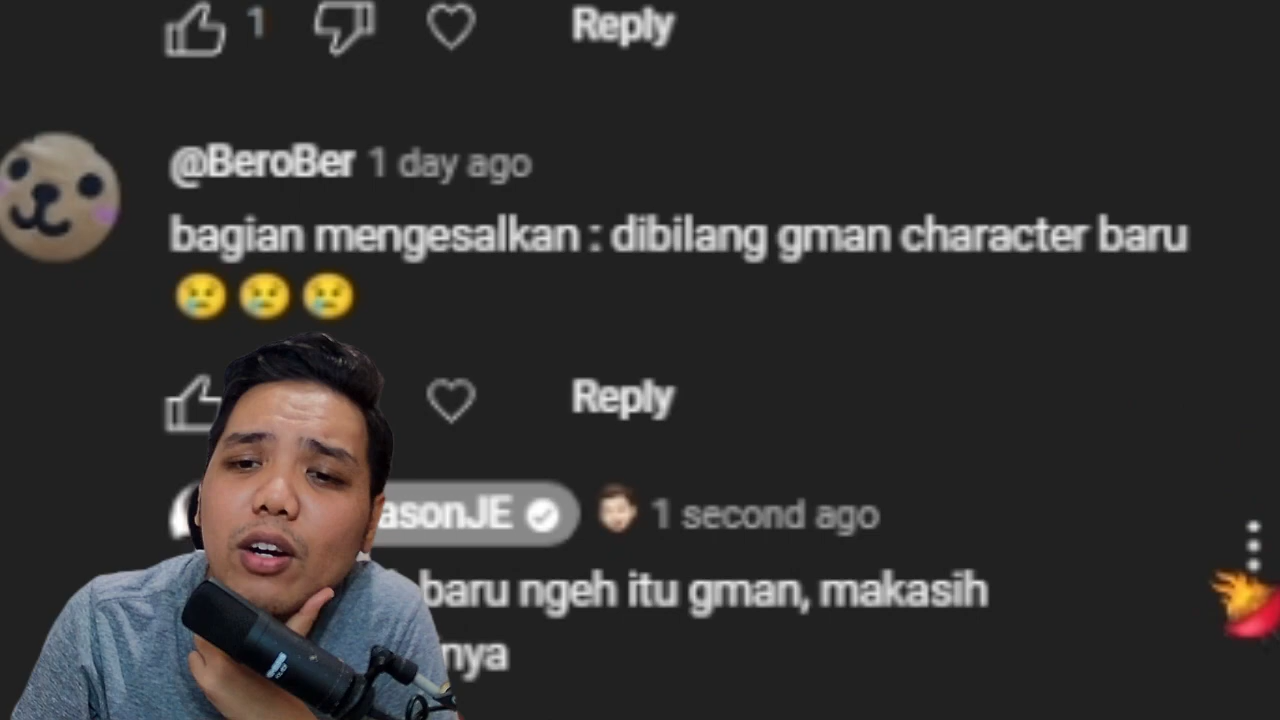 1
Reply
@BeroBer 1 day ago
bagian mengesalkan : dibilang gman character baru
😢😢😢
Reply
asonJE 1 second ago
baru ngeh itu gman, makasih
nya